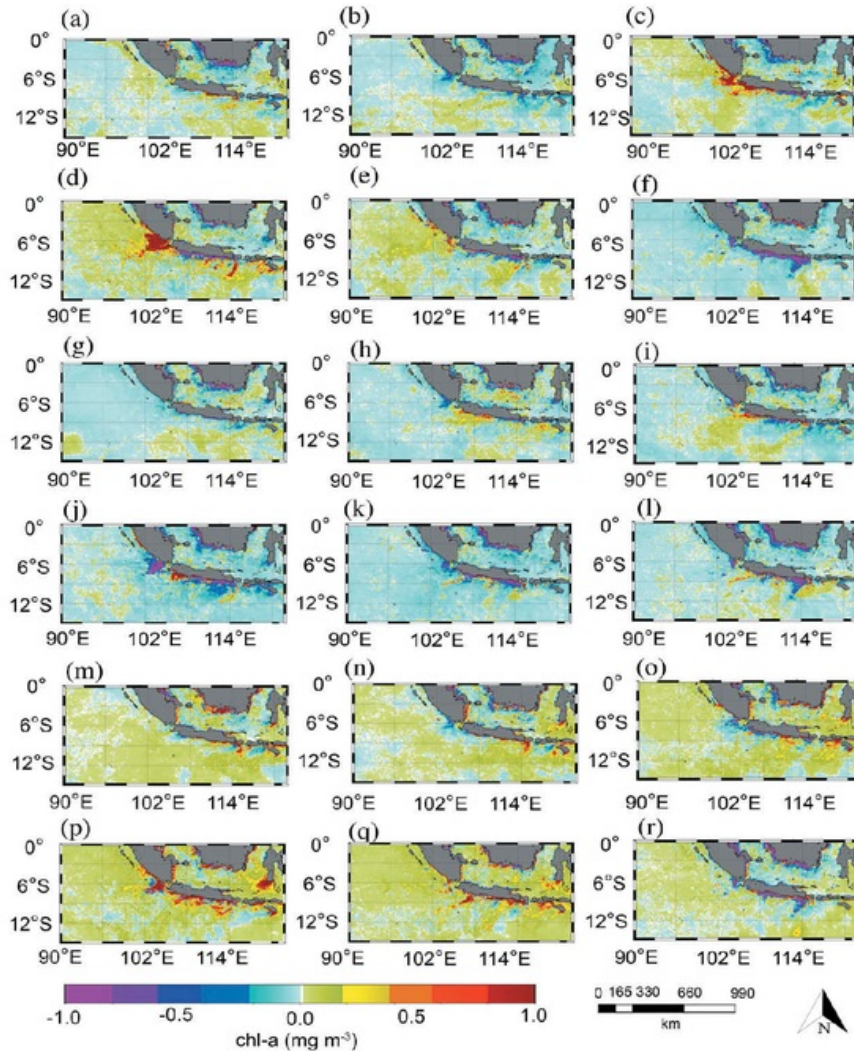 (a) (b) (c)
0° 0° 0°
6°S 6°S 6°S
12°S 12°S 12°S
90°E 102°E 114°E 90°E 102°E 114°E 90°E 102°E 114°E
(d) (e) (f)
0° 0° 0°
6°S 6°S 6°S
12°S 12°S 12°S
90°E 102°E 114°E 90°E 102°E 114°E 90°E 102°E 114°E
(g) (h) (i)
0° 0° 0°
6°S 6°S 6°S
12°S 12°S 12°S
90°E 102°E 114°E 90°E 102°E 114°E 90°E 102°E 114°E
(j) (k) (l)
0° 0° 0°
6°S 6°S 6°S
12°S 12°S 12°S
90°E 102°E 114°E 90°E 102°E 114°E 90°E 102°E 114°E
(m) (n) (o)
0° 0° 0°
6°S 6°S 6°S
12°S 12°S 12°S
90°E 102°E 114°E 90°E 102°E 114°E 90°E 102°E 114°E
(p) (q) (r)
0° 0° 0°
6°S 6°S 6°S
12°S 12°S 12°S
90°E 102°E 114°E 90°E 102°E 114°E 90°E 102°E 114°E
-1.0 -0.5 0.0 0.5 1.0
chl-a (mg m⁻³)
0 165 330 660 990
km
N